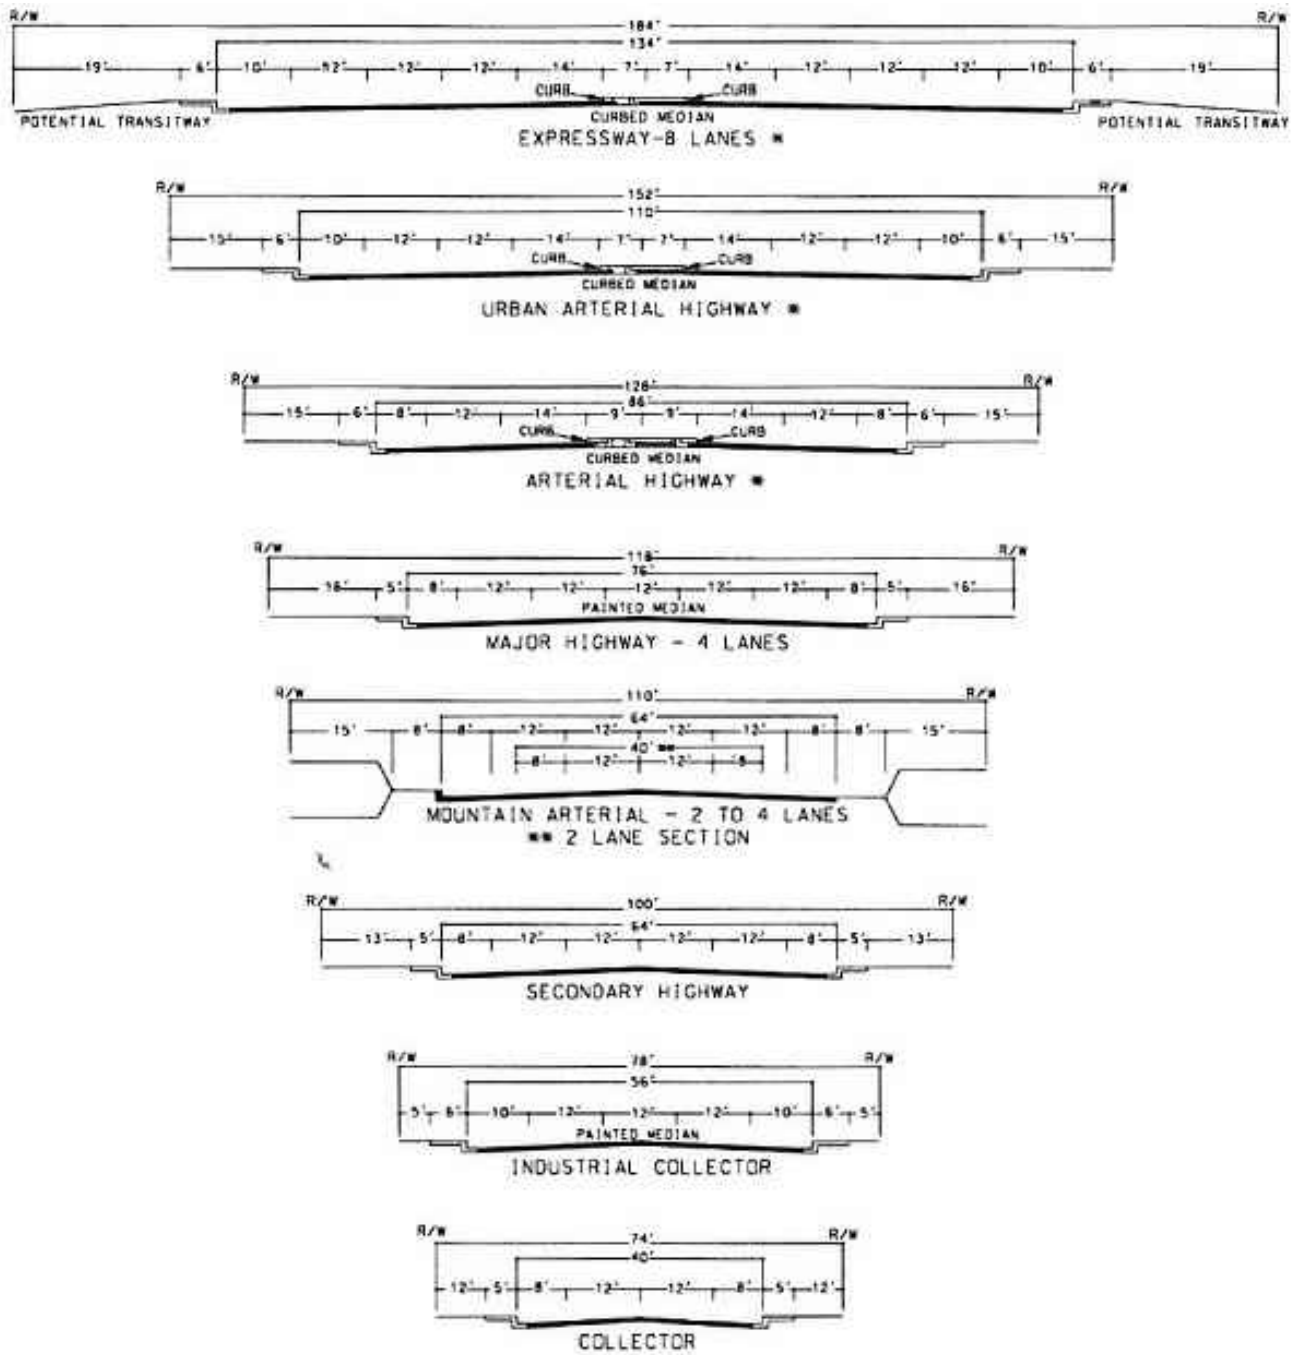 R/W R/W
184'
134'
19' 6' 10' 12' 12' 12' 14' 7' 7' 14' 12' 12' 12' 10' 6' 19'
CURB CURB
POTENTIAL TRANSITWAY CURBED MEDIAN POTENTIAL TRANSITWAY
EXPRESSWAY-8 LANES *
R/W R/W
152'
110'
15' 6' 10' 12' 12' 14' 7' 7' 14' 12' 12' 10' 6' 15'
CURB CURB
CURBED MEDIAN
URBAN ARTERIAL HIGHWAY *
R/W R/W
128'
86'
15' 6' 8' 12' 14' 9' 9' 14 12' 8' 6' 15'
CURB CURB
CURBED MEDIAN
ARTERIAL HIGHWAY *
R/W R/W
118'
76'
16' 5' 8' 12' 12' 12' 12' 12' 8' 5' 16'
PAINTED MEDIAN
MAJOR HIGHWAY - 4 LANES
R/W R/W
110'
64'
15' 8' 8' 12' 12' 12' 12' 8' 8' 15'
40' **
8' 12' 12' 8
MOUNTAIN ARTERIAL - 2 TO 4 LANES
** 2 LANE SECTION
R/W R/W
100'
64'
13' 5' 8' 12' 12' 12' 12' 8' 5' 13'
SECONDARY HIGHWAY
R/W R/W
78'
56'
5' 6' 10' 12' 12' 12' 10' 6' 5'
PAINTED MEDIAN
INDUSTRIAL COLLECTOR
R/W R/W
74'
40'
12' 5' 8' 12' 12' 8' 5' 12'
COLLECTOR